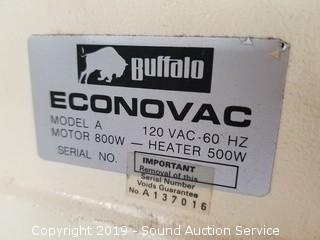 Buffalo
ECONOVAC
MODEL A 120 VAC-60 HZ
MOTOR 800W — HEATER 500W
SERIAL NO.
IMPORTANT
Removal of this
Serial Number
Voids Guarantee
No. A137016
Copyright 2019 - Sound Auction Service